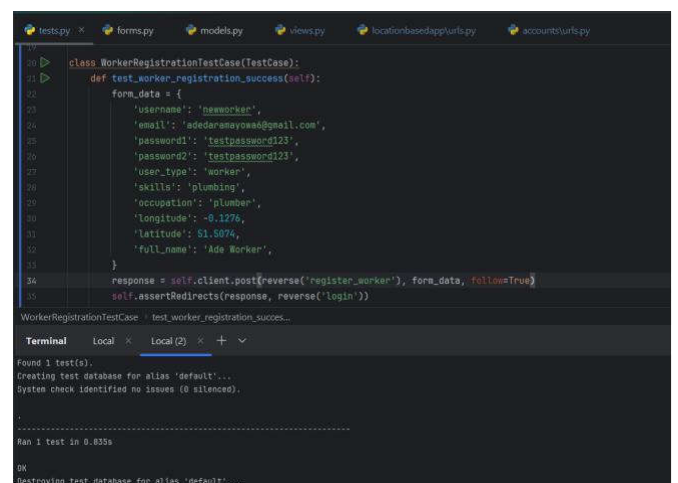 tests.py × forms.py models.py views.py locationbasedapp\urls.py accounts\urls.py
19
20 class WorkerRegistrationTestCase(TestCase):
21 def test_worker_registration_success(self):
22 form_data = {
23 'username': 'newworker',
24 'email': 'adedaramayowa6@gmail.com',
25 'password1': 'testpassword123',
26 'password2': 'testpassword123',
27 'user_type': 'worker',
28 'skills': 'plumbing',
29 'occupation': 'plumber',
30 'longitude': -0.1276,
31 'latitude': 51.5074,
32 'full_name': 'Ade Worker',
33 }
34 response = self.client.post(reverse('register_worker'), form_data, follow=True)
35 self.assertRedirects(response, reverse('login'))
WorkerRegistrationTestCase › test_worker_registration_succes...
Terminal Local × Local (2) × +
Found 1 test(s).
Creating test database for alias 'default'...
System check identified no issues (0 silenced).
.
----------------------------------------------------------------------
Ran 1 test in 0.835s
OK
Destroying test database for alias 'default'...